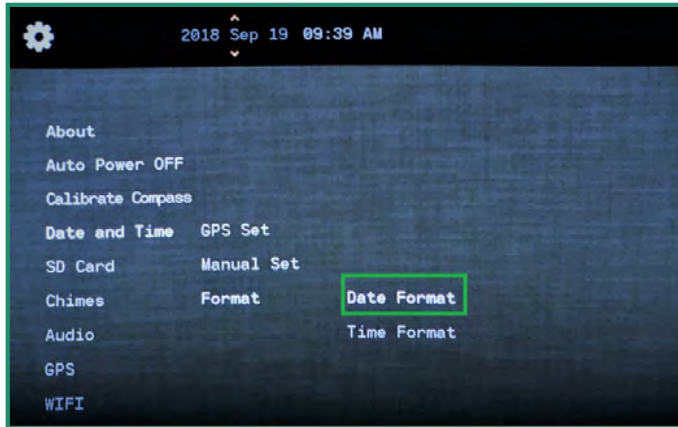 2018 Sep 19 09:39 AM
About
Auto Power OFF
Calibrate Compass
Date and Time GPS Set
SD Card Manual Set
Chimes Format Date Format
Audio Time Format
GPS
WIFI